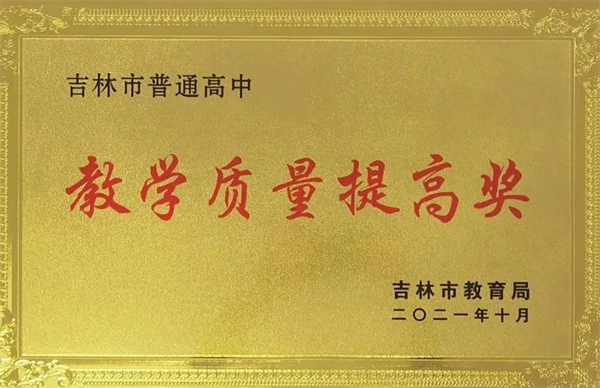 吉林市普通高中
教学质量提高奖
吉林市教育局
二〇二一年十月